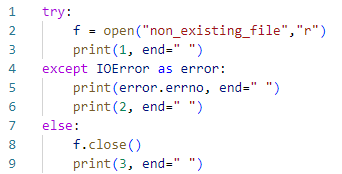 1 try:
2     f = open("non_existing_file","r")
3     print(1, end=" ")
4 except IOError as error:
5     print(error.errno, end=" ")
6     print(2, end=" ")
7 else:
8     f.close()
9     print(3, end=" ")